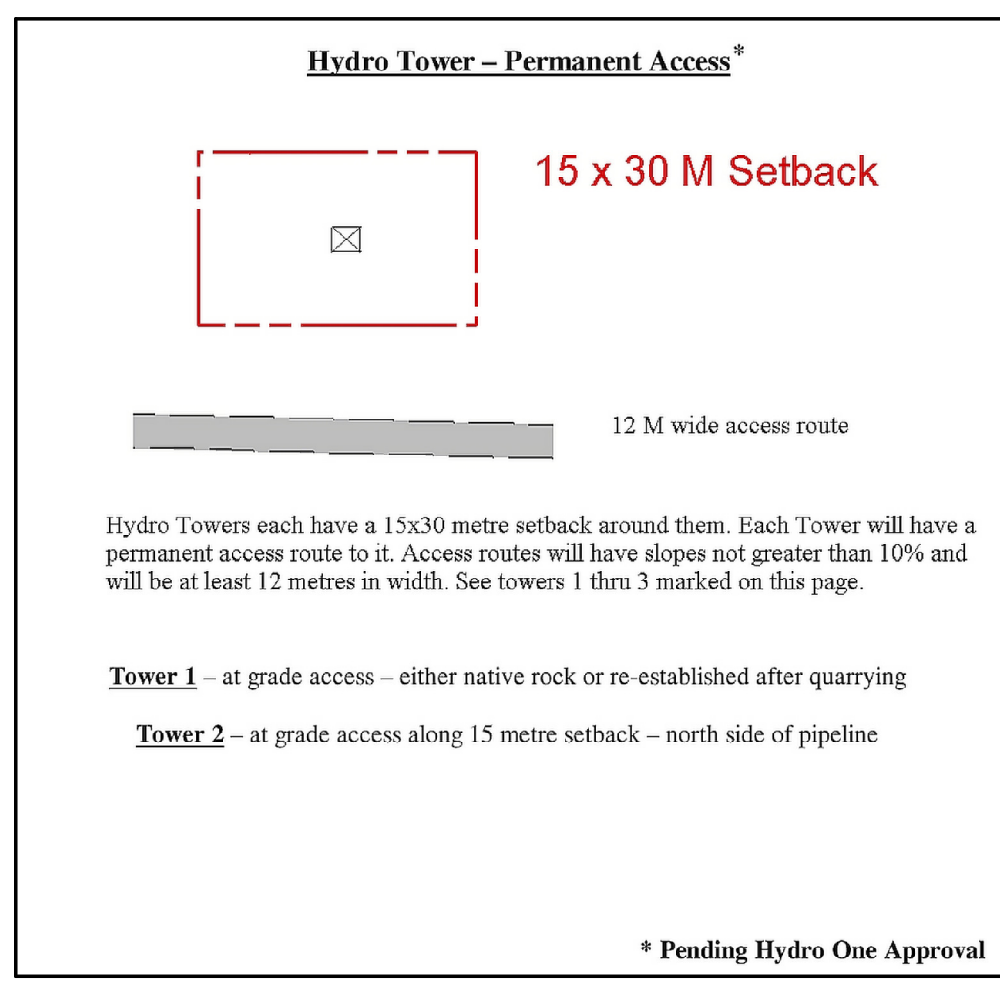 Hydro Tower – Permanent Access*
15 x 30 M Setback
12 M wide access route
Hydro Towers each have a 15x30 metre setback around them. Each Tower will have a
permanent access route to it. Access routes will have slopes not greater than 10% and
will be at least 12 metres in width. See towers 1 thru 3 marked on this page.
Tower 1 – at grade access – either native rock or re-established after quarrying
Tower 2 – at grade access along 15 metre setback – north side of pipeline
* Pending Hydro One Approval